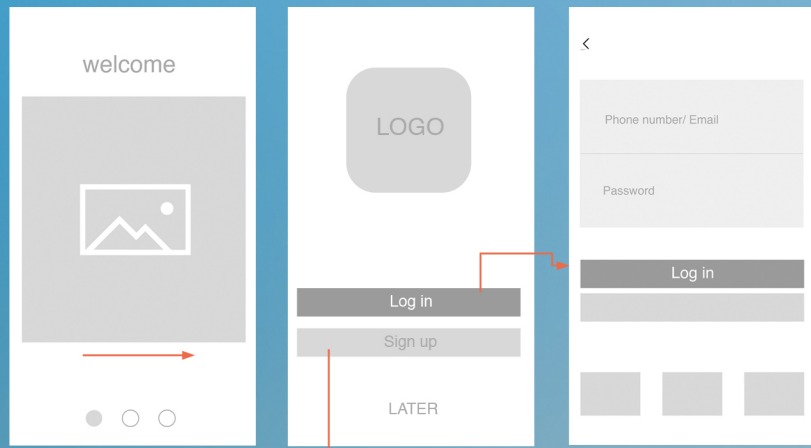 welcome
LOGO
Log in
Sign up
LATER
Phone number/ Email
Password
Log in